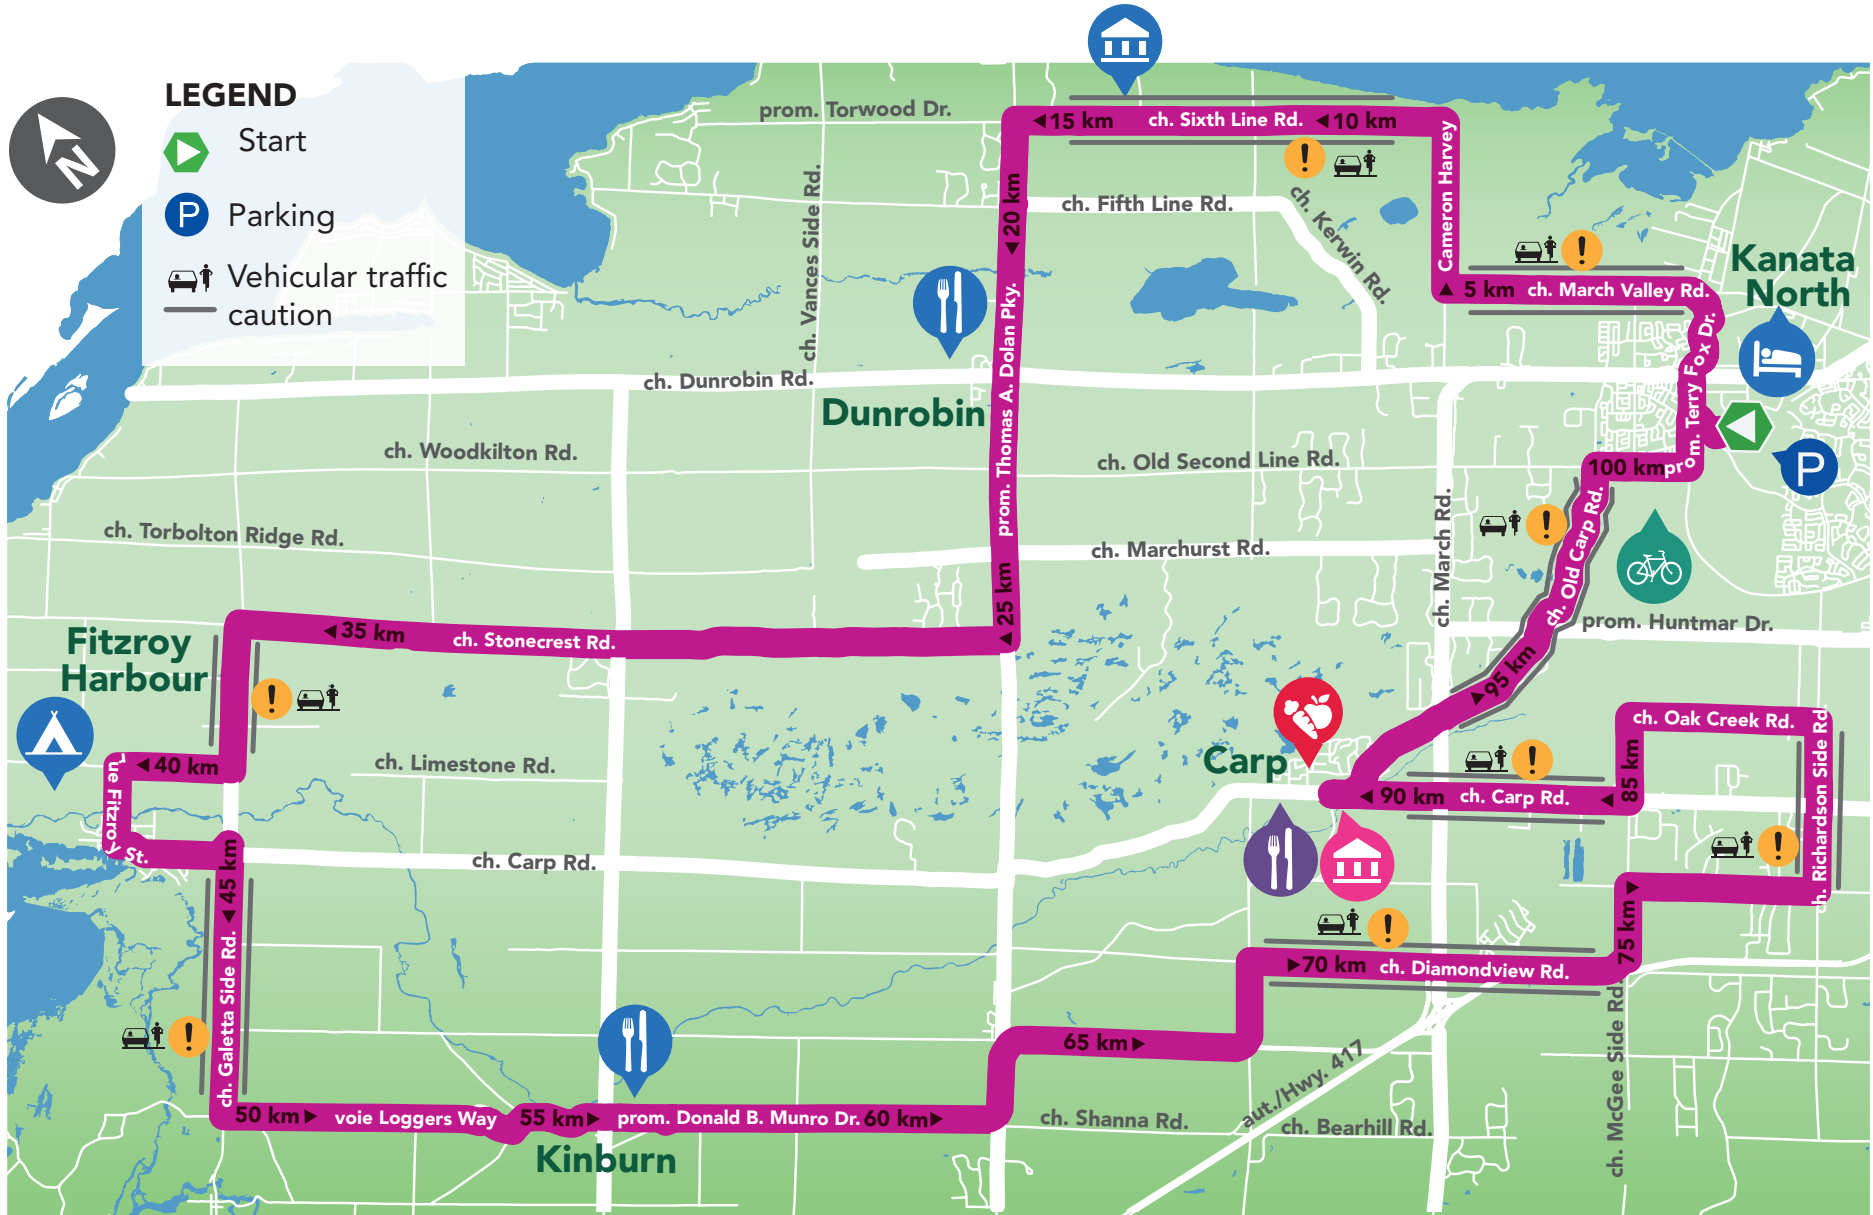 LEGEND
Start
P
Parking
Vehicular traffic
caution
N
prom. Torwood Dr.
15 km
ch. Sixth Line Rd.
10 km
Cameron Harvey
ch. Fifth Line Rd.
ch. Kerwin Rd.
ch. Vances Side Rd.
20 km
!
!
Kanata
North
5 km
ch. March Valley Rd.
prom. Terry Fox Dr.
prom. Thomas A. Dolan Pky.
ch. Dunrobin Rd.
Dunrobin
ch. Woodkilton Rd.
ch. Old Second Line Rd.
100 km
P
ch. Torbolton Ridge Rd.
ch. Marchurst Rd.
ch. March Rd.
!
ch. Old Carp Rd.
25 km
prom. Huntmar Dr.
35 km
ch. Stonecrest Rd.
Fitzroy
Harbour
!
95 km
ch. Oak Creek Rd.
ch. Richardson Side Rd.
40 km
ch. Limestone Rd.
Carp
!
85 km
90 km
ch. Carp Rd.
rue Fitzroy St.
45 km
ch. Carp Rd.
!
!
75 km
70 km
ch. Diamondview Rd.
ch. Galetta Side Rd.
!
65 km
aut./Hwy. 417
ch. McGee Side Rd.
50 km
voie Loggers Way
55 km
prom. Donald B. Munro Dr.
60 km
ch. Shanna Rd.
ch. Bearhill Rd.
Kinburn